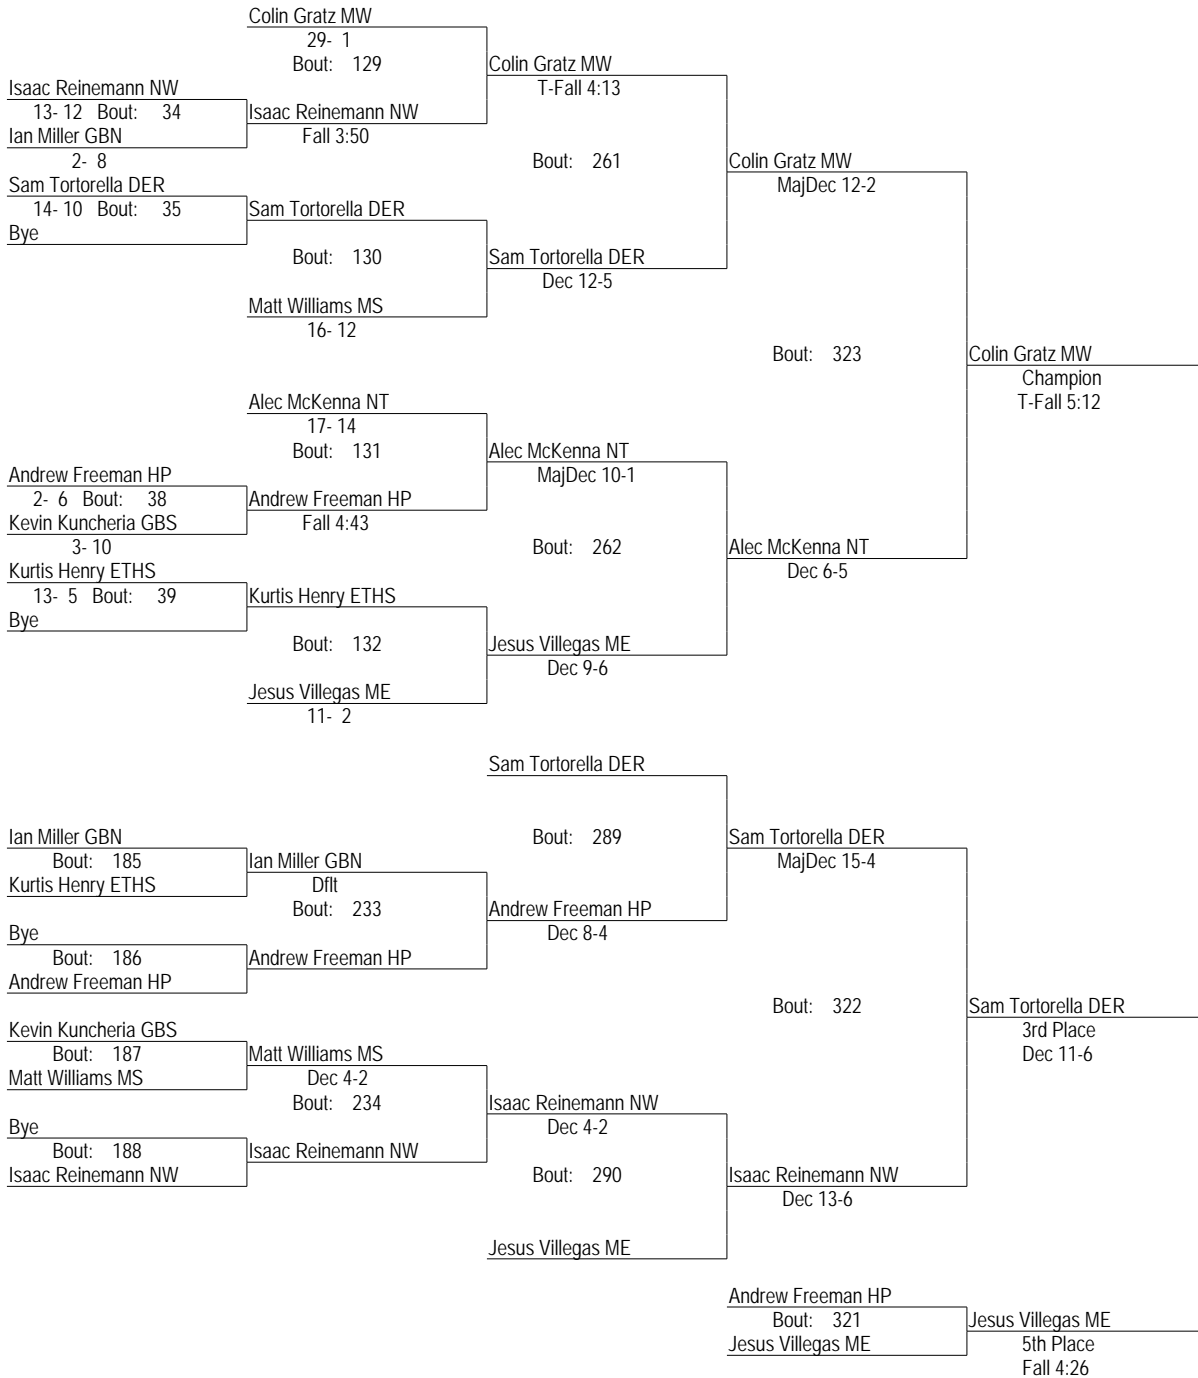 Colin Gratz MW
29- 1
Bout: 129
Colin Gratz MW
T-Fall 4:13
Isaac Reinemann NW
13- 12 Bout: 34
Isaac Reinemann NW
Fall 3:50
Ian Miller GBN
2- 8
Bout: 261
Colin Gratz MW
MajDec 12-2
Sam Tortorella DER
14- 10 Bout: 35
Sam Tortorella DER
Bye
Bout: 130
Sam Tortorella DER
Dec 12-5
Matt Williams MS
16- 12
Bout: 323
Colin Gratz MW
Champion
T-Fall 5:12
Alec McKenna NT
17- 14
Bout: 131
Alec McKenna NT
MajDec 10-1
Andrew Freeman HP
2- 6 Bout: 38
Andrew Freeman HP
Fall 4:43
Kevin Kuncheria GBS
3- 10
Bout: 262
Alec McKenna NT
Dec 6-5
Kurtis Henry ETHS
13- 5 Bout: 39
Kurtis Henry ETHS
Bye
Bout: 132
Jesus Villegas ME
Dec 9-6
Jesus Villegas ME
11- 2
Sam Tortorella DER
Bout: 289
Sam Tortorella DER
MajDec 15-4
Ian Miller GBN
Bout: 185
Ian Miller GBN
Dflt
Kurtis Henry ETHS
Bout: 233
Andrew Freeman HP
Dec 8-4
Bye
Bout: 186
Andrew Freeman HP
Andrew Freeman HP
Bout: 322
Sam Tortorella DER
3rd Place
Dec 11-6
Kevin Kuncheria GBS
Bout: 187
Matt Williams MS
Dec 4-2
Matt Williams MS
Bout: 234
Isaac Reinemann NW
Dec 4-2
Bye
Bout: 188
Isaac Reinemann NW
Isaac Reinemann NW
Bout: 290
Isaac Reinemann NW
Dec 13-6
Jesus Villegas ME
Andrew Freeman HP
Bout: 321
Jesus Villegas ME
Jesus Villegas ME
5th Place
Fall 4:26